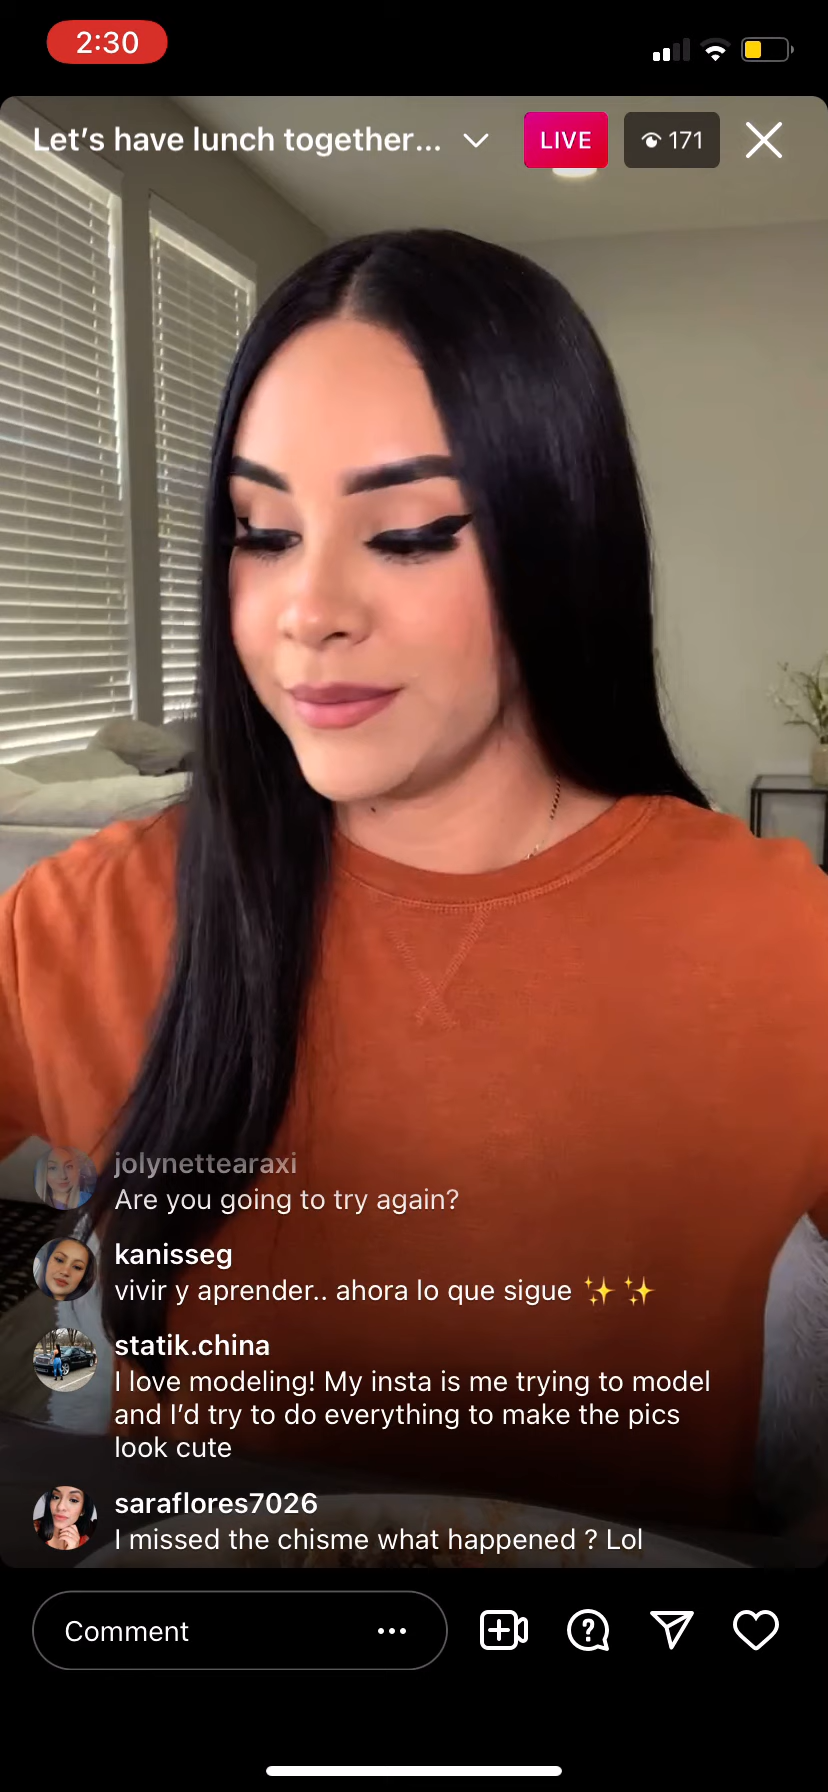 2:30
Let's have lunch together...
LIVE
171
jolynettearaxi
Are you going to try again?
kanisseg
vivir y aprender.. ahora lo que sigue ✨ ✨
statik.china
I love modeling! My insta is me trying to model
and I'd try to do everything to make the pics
look cute
saraflores7026
I missed the chisme what happened ? Lol
Comment